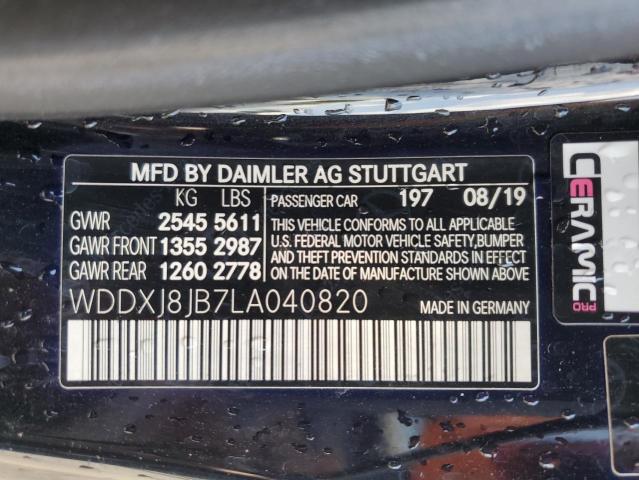 MFD BY DAIMLER AG STUTTGART
KG LBS PASSENGER CAR 197 08/19
GVWR 2545 5611
GAWR FRONT 1355 2987
GAWR REAR 1260 2778
THIS VEHICLE CONFORMS TO ALL APPLICABLE
U.S. FEDERAL MOTOR VEHICLE SAFETY,BUMPER
AND THEFT PREVENTION STANDARDS IN EFFECT ON THE
DATE OF MANUFACTURE SHOWN ABOVE.
WDDXJ8JB7LA040820 MADE IN GERMANY
CERAMIC PRO